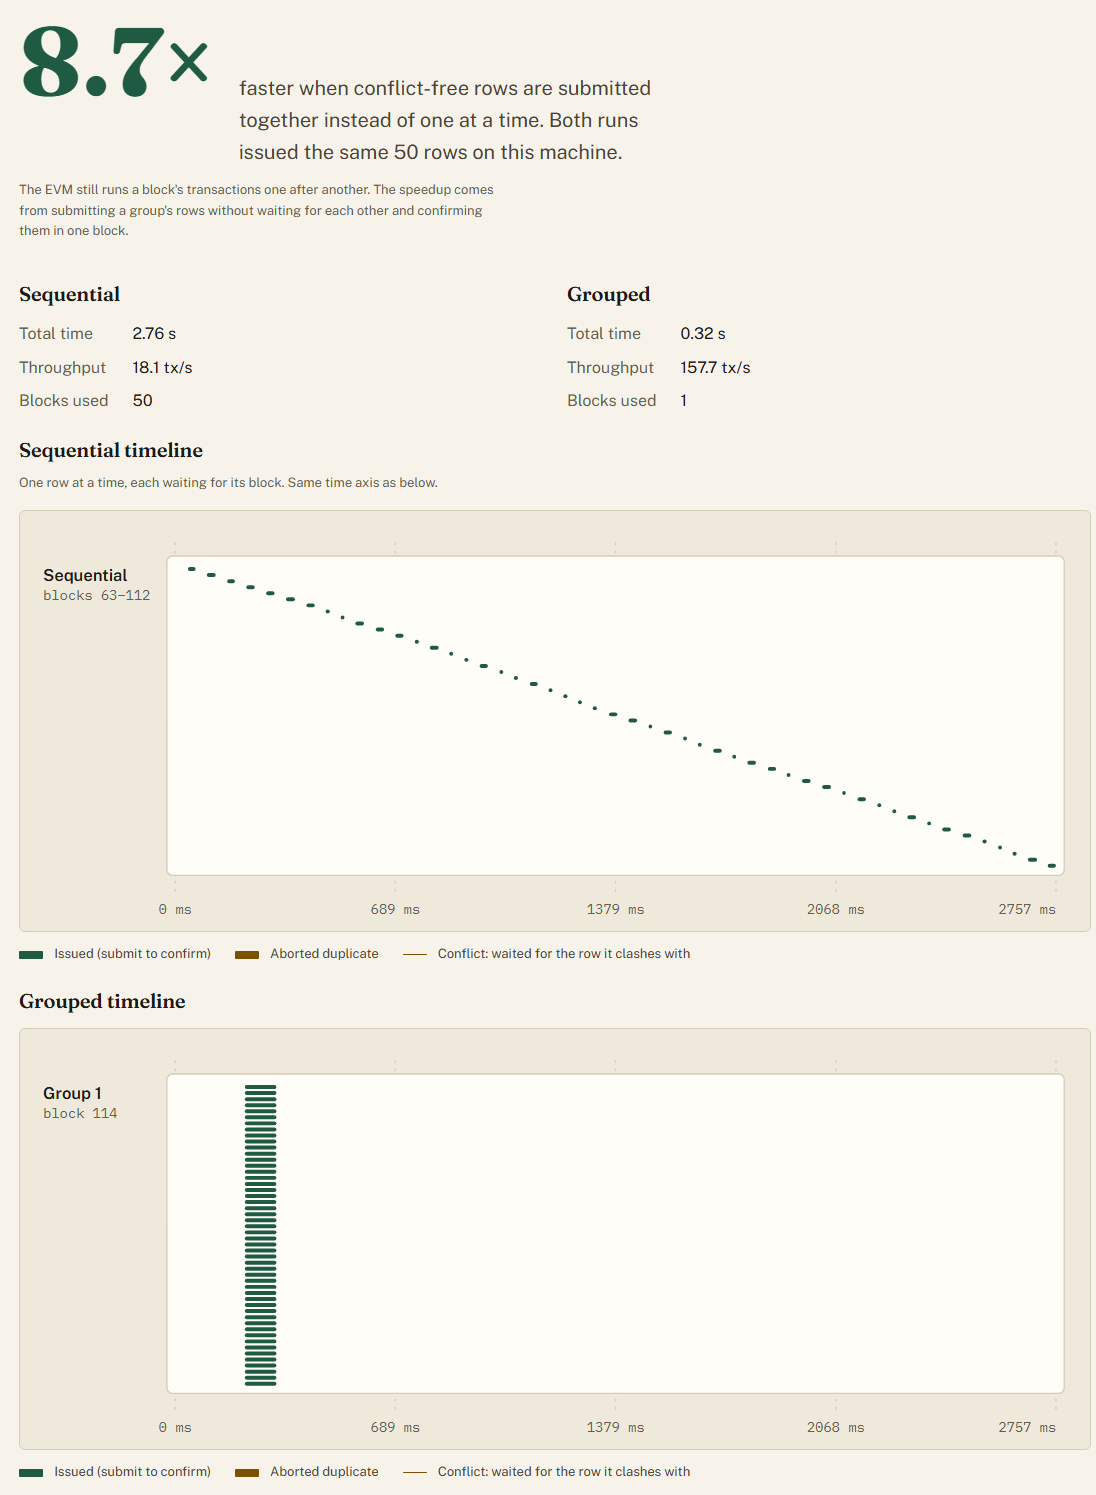 8.7×
faster when conflict-free rows are submitted
together instead of one at a time. Both runs
issued the same 50 rows on this machine.
The EVM still runs a block's transactions one after another. The speedup comes
from submitting a group's rows without waiting for each other and confirming
them in one block.
Sequential
Total time 2.76 s
Throughput 18.1 tx/s
Blocks used 50
Grouped
Total time 0.32 s
Throughput 157.7 tx/s
Blocks used 1
Sequential timeline
One row at a time, each waiting for its block. Same time axis as below.
Sequential
blocks 63–112
0 ms 689 ms 1379 ms 2068 ms 2757 ms
Issued (submit to confirm) Aborted duplicate Conflict: waited for the row it clashes with
Grouped timeline
Group 1
block 114
0 ms 689 ms 1379 ms 2068 ms 2757 ms
Issued (submit to confirm) Aborted duplicate Conflict: waited for the row it clashes with